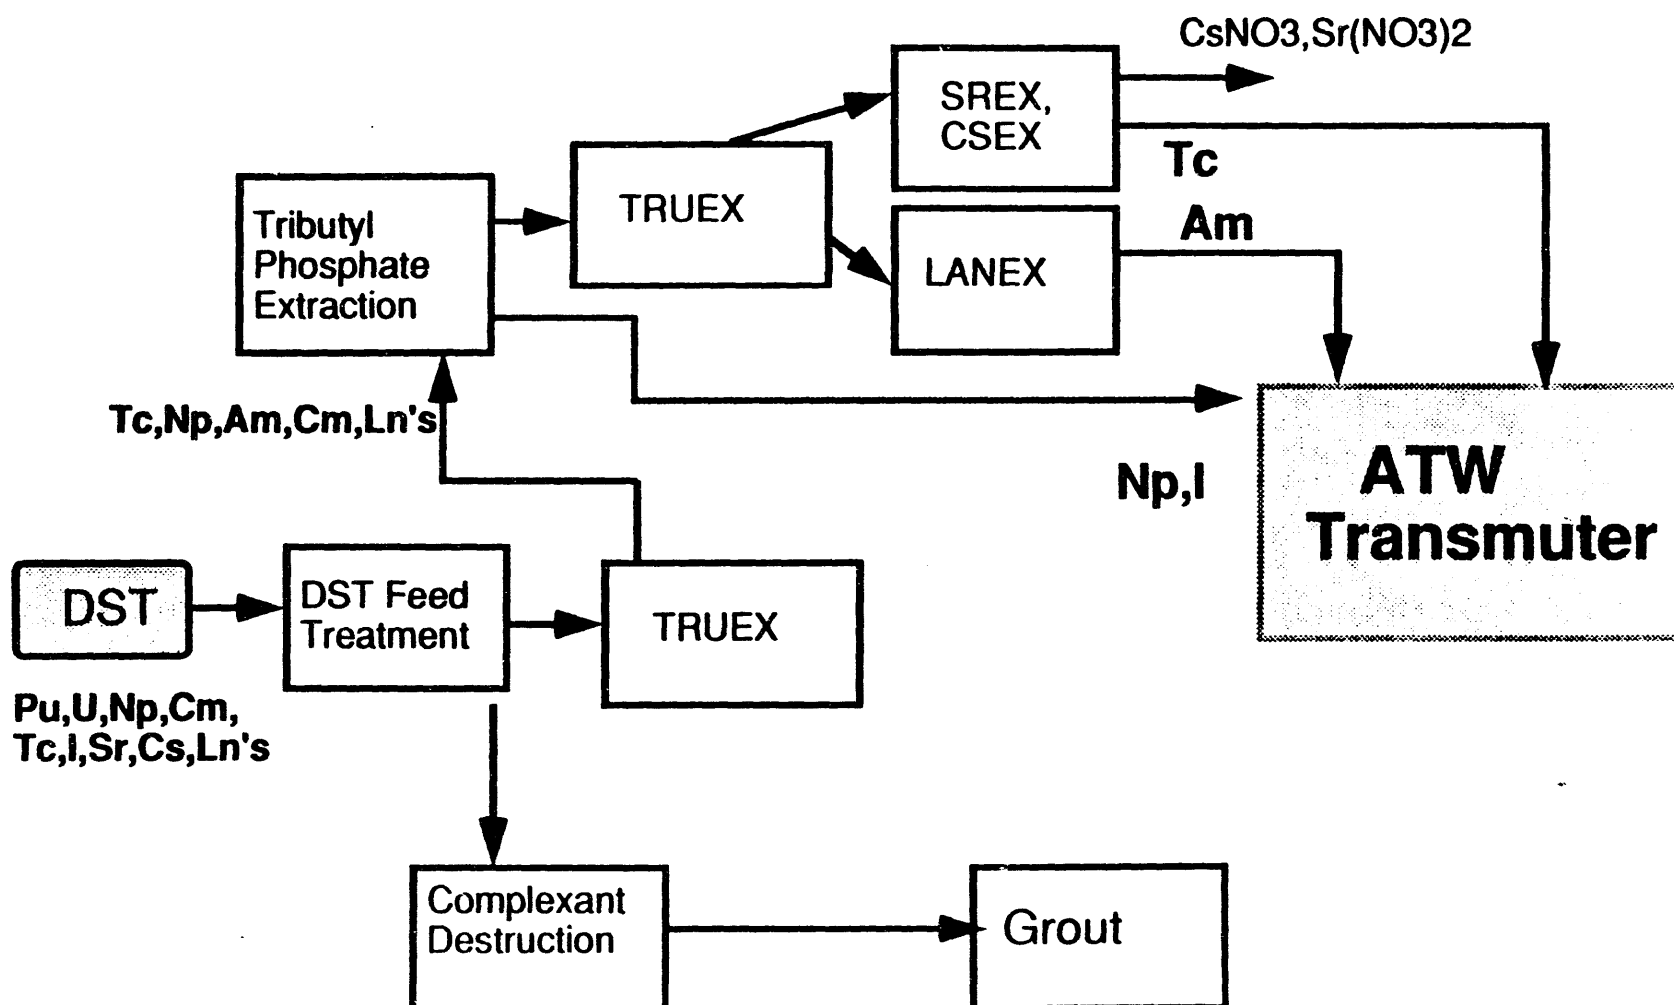 CsNO3,Sr(NO3)2
SREX,
CSEX
Tc
TRUEX
Tributyl
Phosphate
Extraction
Am
LANEX
Tc,Np,Am,Cm,Ln's
Np,I
ATW
Transmuter
DST
DST Feed
Treatment
TRUEX
Pu,U,Np,Cm,
Tc,I,Sr,Cs,Ln's
Complexant
Destruction
Grout